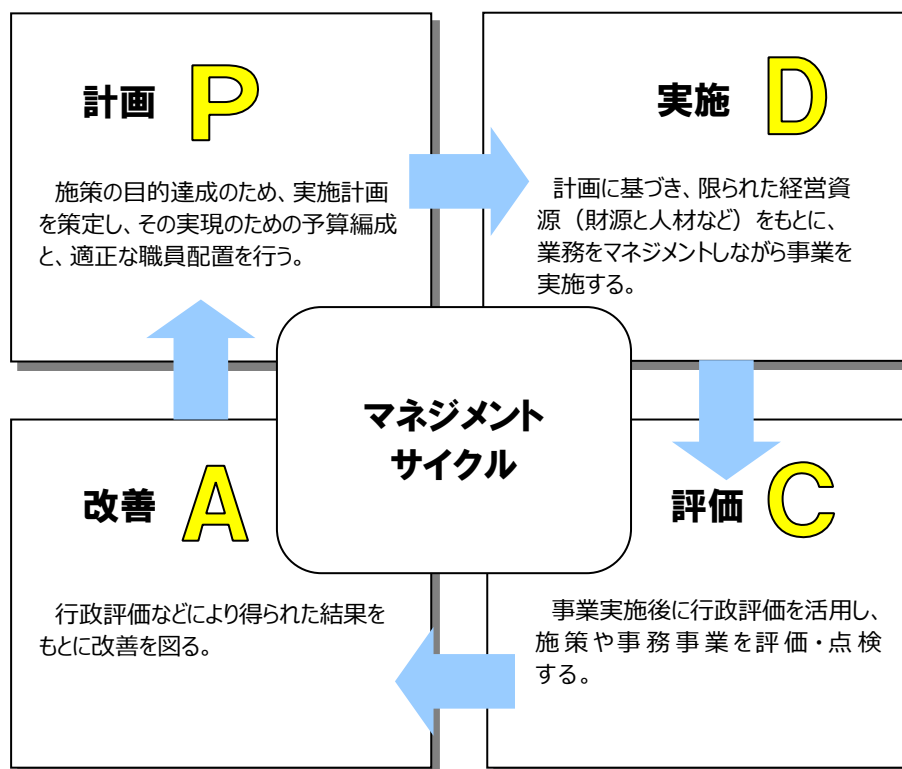 計画 P
施策の目的達成のため、実施計画
を策定し、その実現のための予算編成
と、適正な職員配置を行う。
実施 D
計画に基づき、限られた経営資
源（財源と人材など）をもとに、
業務をマネジメントしながら事業を
実施する。
マネジメント
サイクル
改善 A
行政評価などにより得られた結果を
もとに改善を図る。
評価 C
事業実施後に行政評価を活用し、
施策や事務事業を評価・点検
する。